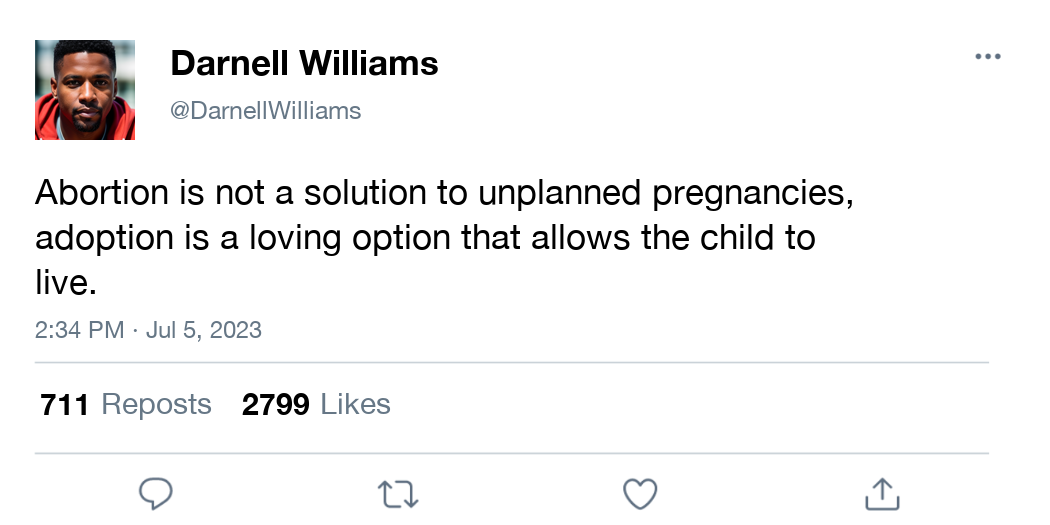 Darnell Williams
@DarnellWilliams
Abortion is not a solution to unplanned pregnancies,
adoption is a loving option that allows the child to
live.
2:34 PM · Jul 5, 2023
711 Reposts 2799 Likes